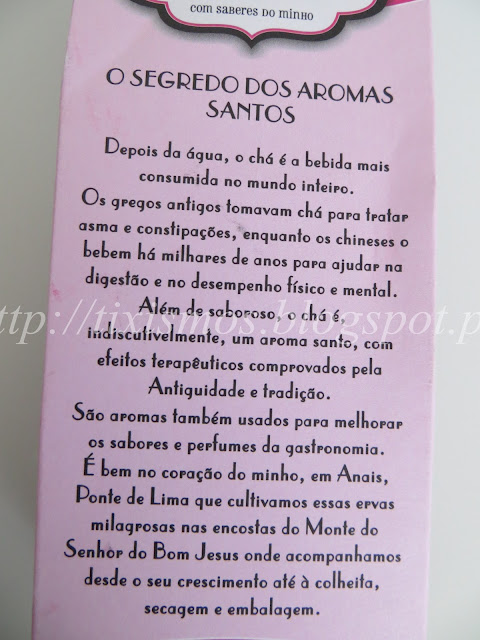 com saberes do minho
O SEGREDO DOS AROMAS
SANTOS
Depois da água, o chá é a bebida mais
consumida no mundo inteiro.
Os gregos antigos tomavam chá para tratar
asma e constipações, enquanto os chineses o
bebem há milhares de anos para ajudar na
digestão e no desempenho físico e mental.
Além de saboroso, o chá é,
http://tixismos.blogspot.p
indiscutivelmente, um aroma santo, com
efeitos terapêuticos comprovados pela
Antiguidade e tradição.
São aromas também usados para melhorar
os sabores e perfumes da gastronomia.
É bem no coração do minho, em Anais,
Ponte de Lima que cultivamos essas ervas
milagrosas nas encostas do Monte do
Senhor do Bom Jesus onde acompanhamos
desde o seu crescimento até à colheita,
secagem e embalagem.